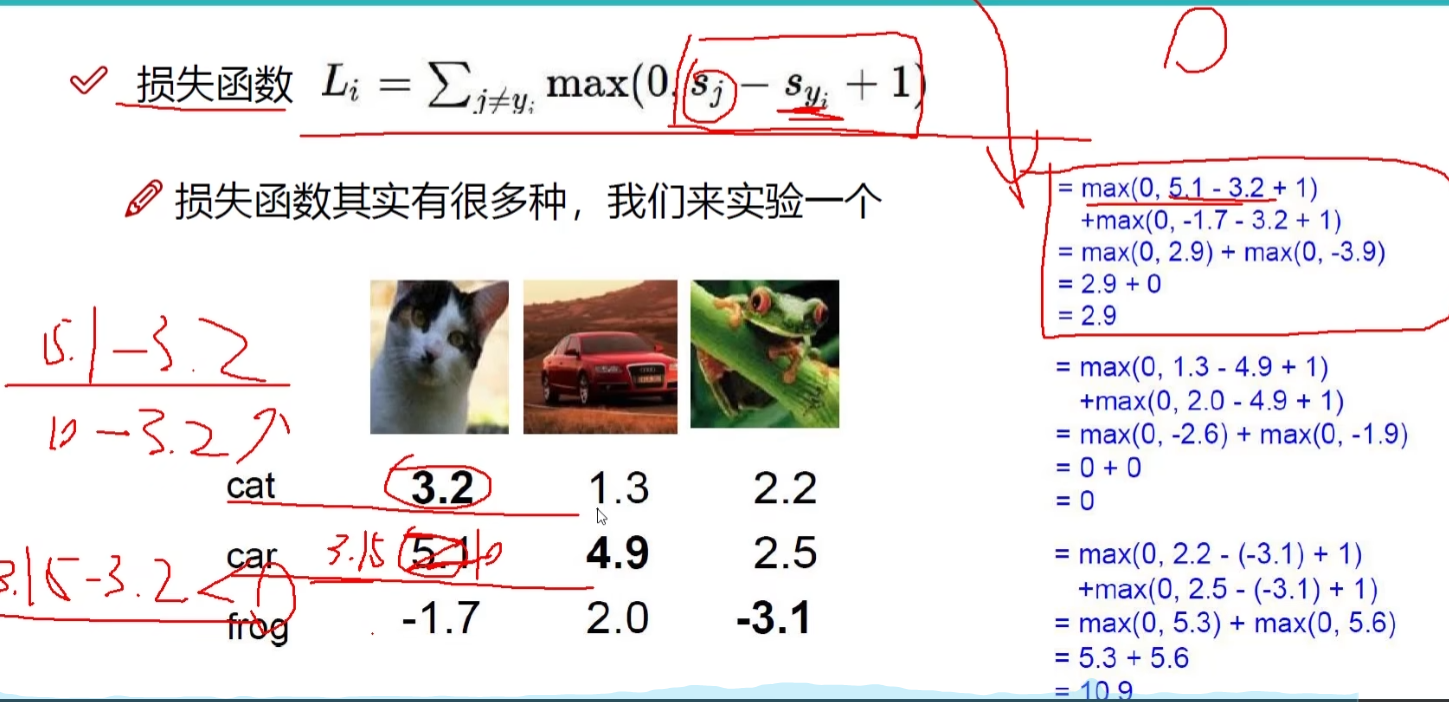 损失函数 Lᵢ = ∑_{j≠yᵢ} max(0, sⱼ − s_{yᵢ} + 1)
损失函数其实有很多种，我们来实验一个
0
= max(0, 5.1 - 3.2 + 1)
+max(0, -1.7 - 3.2 + 1)
= max(0, 2.9) + max(0, -3.9)
= 2.9 + 0
= 2.9
= max(0, 1.3 - 4.9 + 1)
+max(0, 2.0 - 4.9 + 1)
= max(0, -2.6) + max(0, -1.9)
= 0 + 0
= 0
= max(0, 2.2 - (-3.1) + 1)
+max(0, 2.5 - (-3.1) + 1)
= max(0, 5.3) + max(0, 5.6)
= 5.3 + 5.6
= 10.9
5.1 - 3.2
10 - 3.2
cat 3.2 1.3 2.2
car 3.15 5.1 10 4.9 2.5
3.15 - 3.2 <
frog -1.7 2.0 -3.1